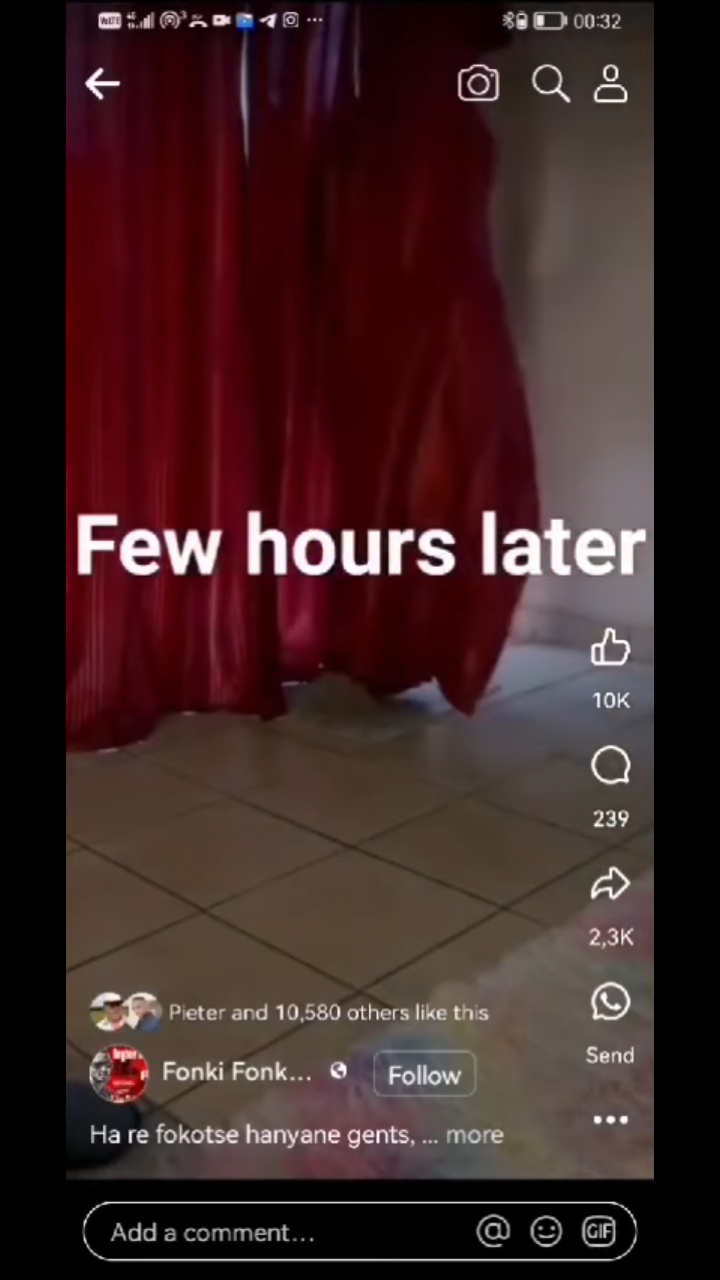 VoLTE 00:32
Few hours later
10K
239
2,3K
Send
Pieter and 10,580 others like this
Fonki Fonk... Follow
Ha re fokotse hanyane gents, ... more
Add a comment... GIF